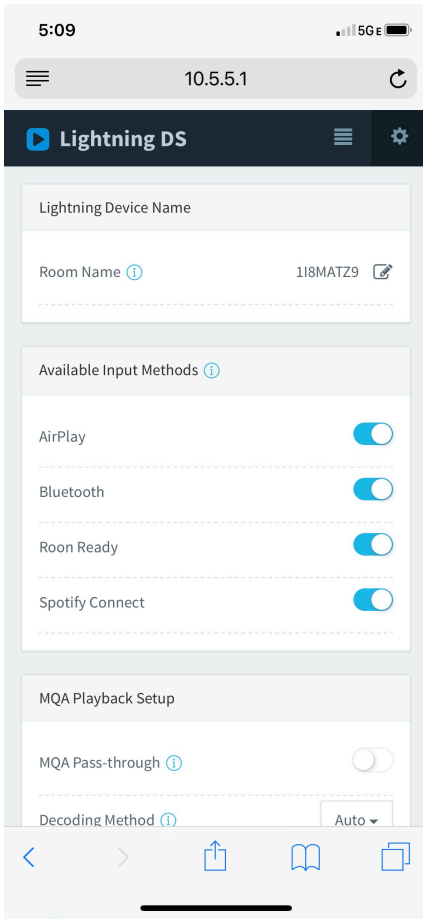 5:09
5GE
10.5.5.1
Lightning DS
Lightning Device Name
Room Name
1I8MATZ9
Available Input Methods
AirPlay
Bluetooth
Roon Ready
Spotify Connect
MQA Playback Setup
MQA Pass-through
Decoding Method
Auto